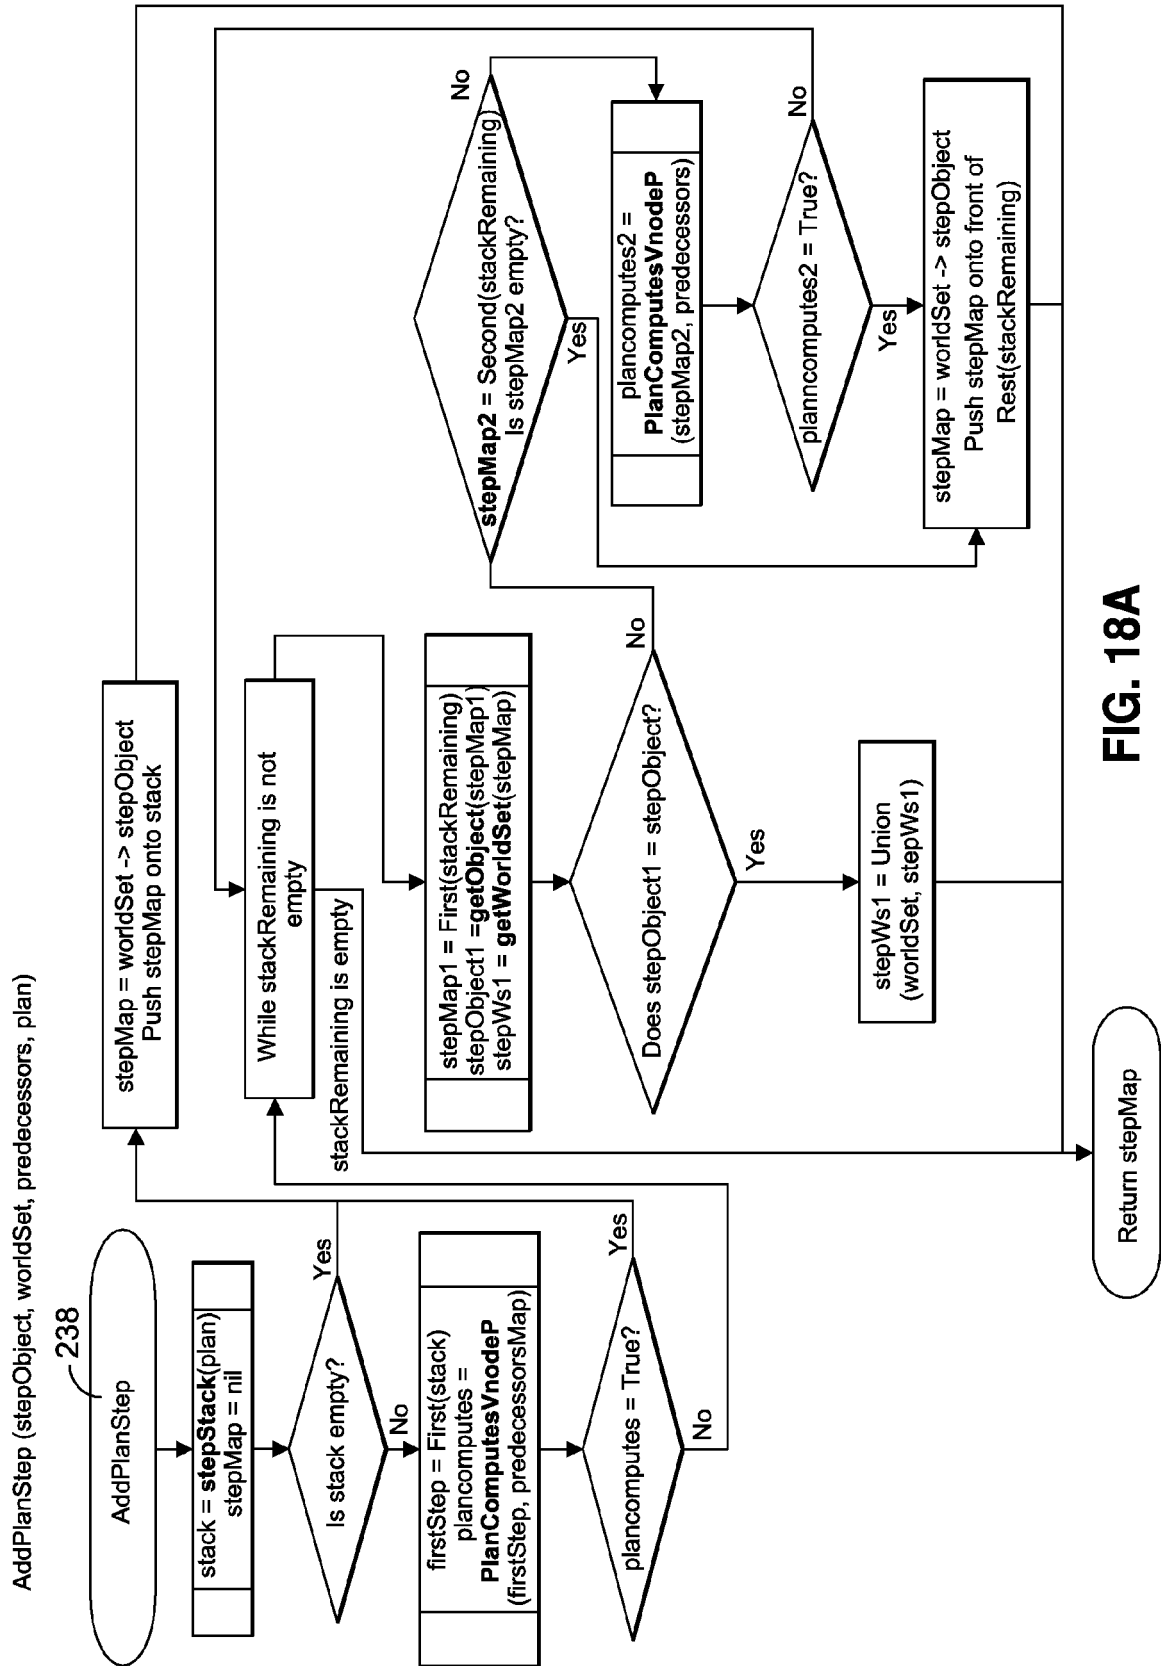 AddPlanStep (stepObject, worldSet, predecessors, plan)
238
AddPlanStep
stack = stepStack(plan)
stepMap = nil
Is stack empty?
Yes
No
firstStep = First(stack)
plancomputes =
PlanComputesVnodeP
(firstStep, predecessorsMap)
plancomputes = True?
Yes
No
stepMap = worldSet -> stepObject
Push stepMap onto stack
While stackRemaining is not
empty
stackRemaining is empty
stepMap1 = First(stackRemaining)
stepObject1 =getObject(stepMap1)
stepWs1 = getWorldSet(stepMap)
Does stepObject1 = stepObject?
No
Yes
stepWs1 = Union
(worldSet, stepWs1)
stepMap2 = Second(stackRemaining)
Is stepMap2 empty?
No
Yes
plancomputes2 =
PlanComputesVnodeP
(stepMap2, predecessors)
planncomputes2 = True?
No
Yes
stepMap = worldSet -> stepObject
Push stepMap onto front of
Rest(stackRemaining)
Return stepMap
FIG. 18A